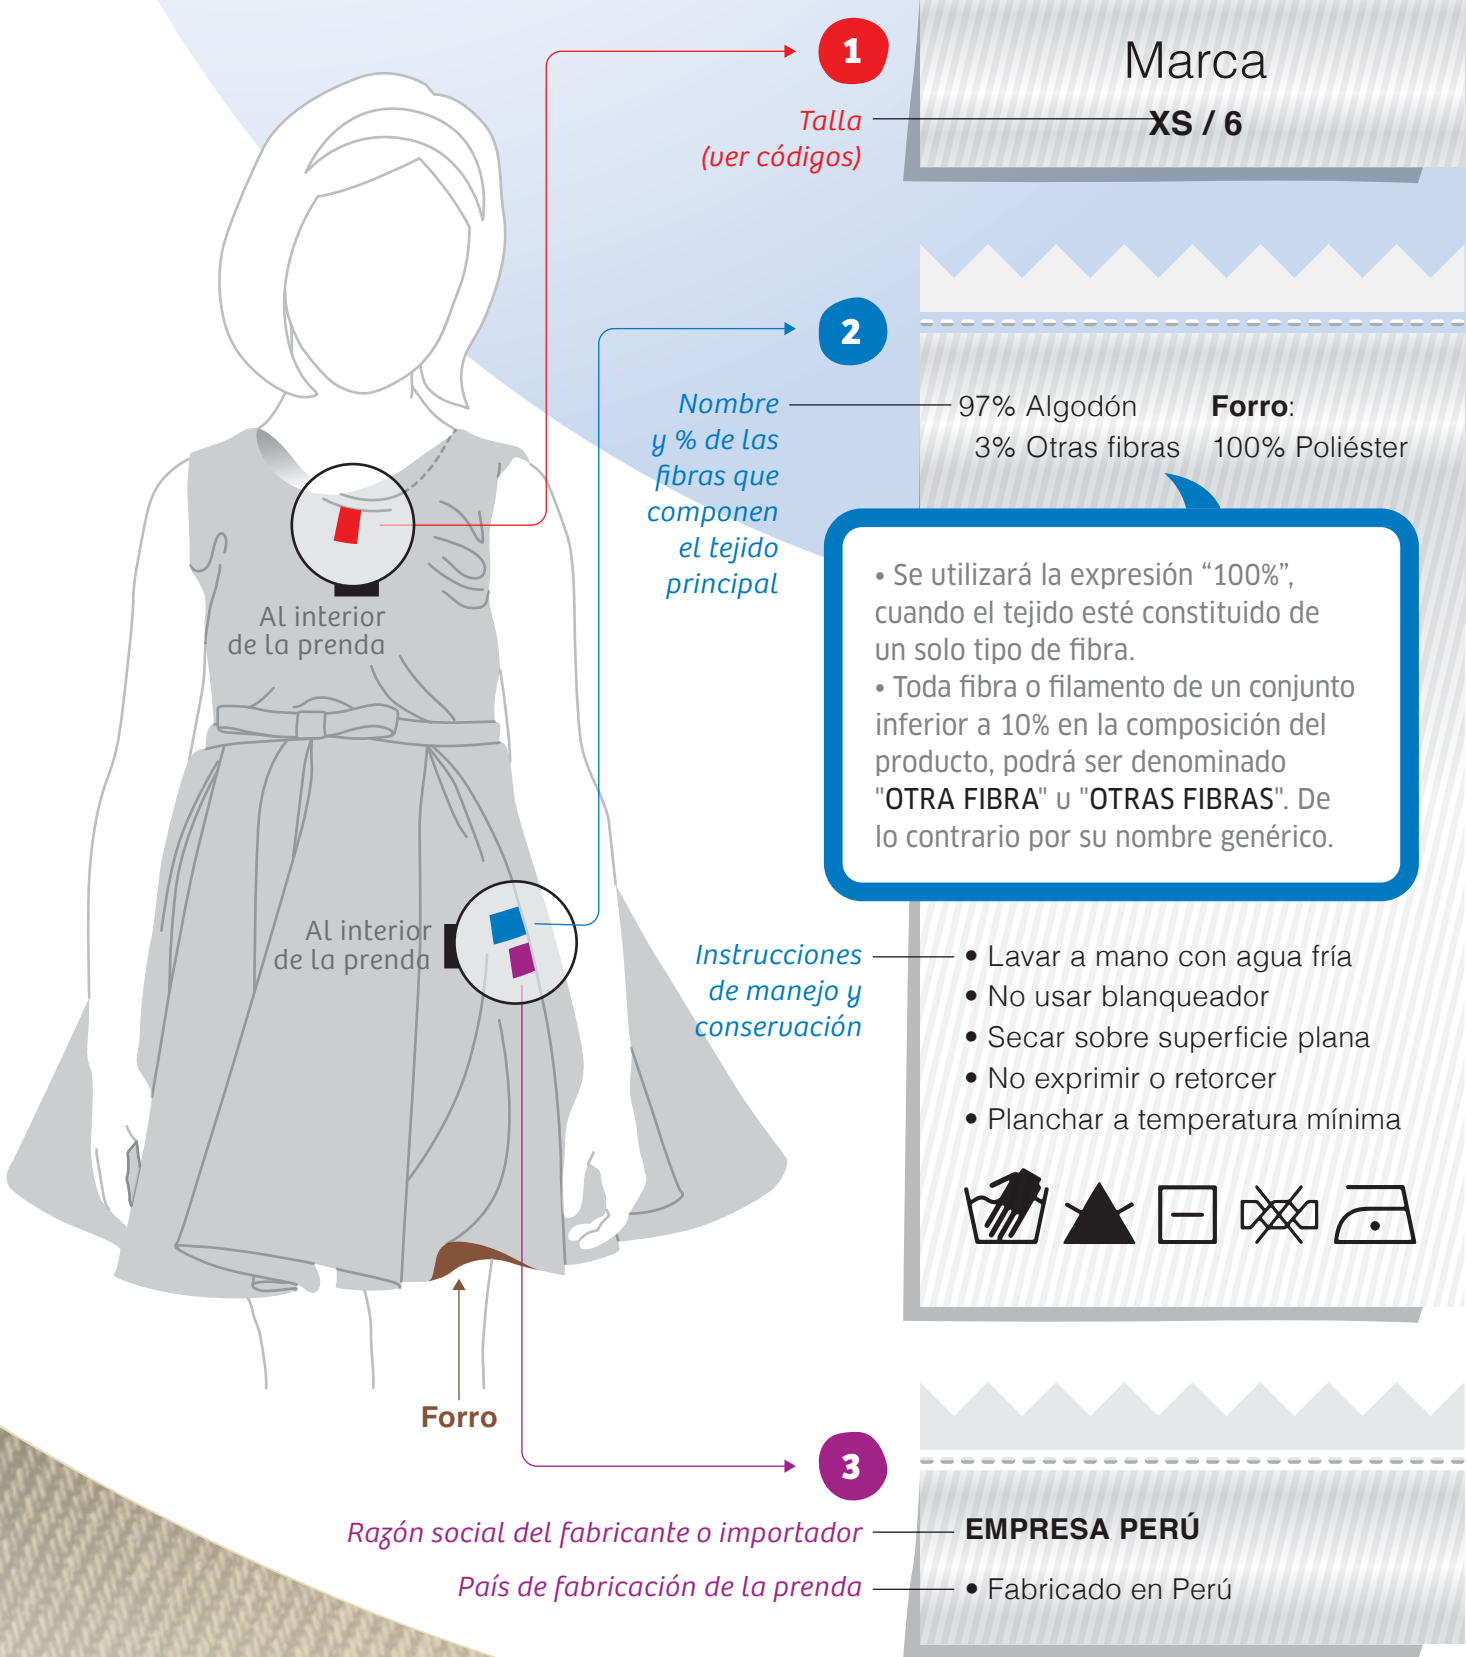 1
Marca
Talla
(ver códigos)
XS / 6
2
Nombre
y % de las
fibras que
componen
el tejido
principal
97% Algodón
3% Otras fibras
Forro:
100% Poliéster
• Se utilizará la expresión “100%”,
cuando el tejido esté constituido de
un solo tipo de fibra.
• Toda fibra o filamento de un conjunto
inferior a 10% en la composición del
producto, podrá ser denominado
"OTRA FIBRA" u "OTRAS FIBRAS". De
lo contrario por su nombre genérico.
Al interior
de la prenda
Al interior
de la prenda
Instrucciones
de manejo y
conservación
• Lavar a mano con agua fría
• No usar blanqueador
• Secar sobre superficie plana
• No exprimir o retorcer
• Planchar a temperatura mínima
Forro
3
Razón social del fabricante o importador
EMPRESA PERÚ
País de fabricación de la prenda
• Fabricado en Perú